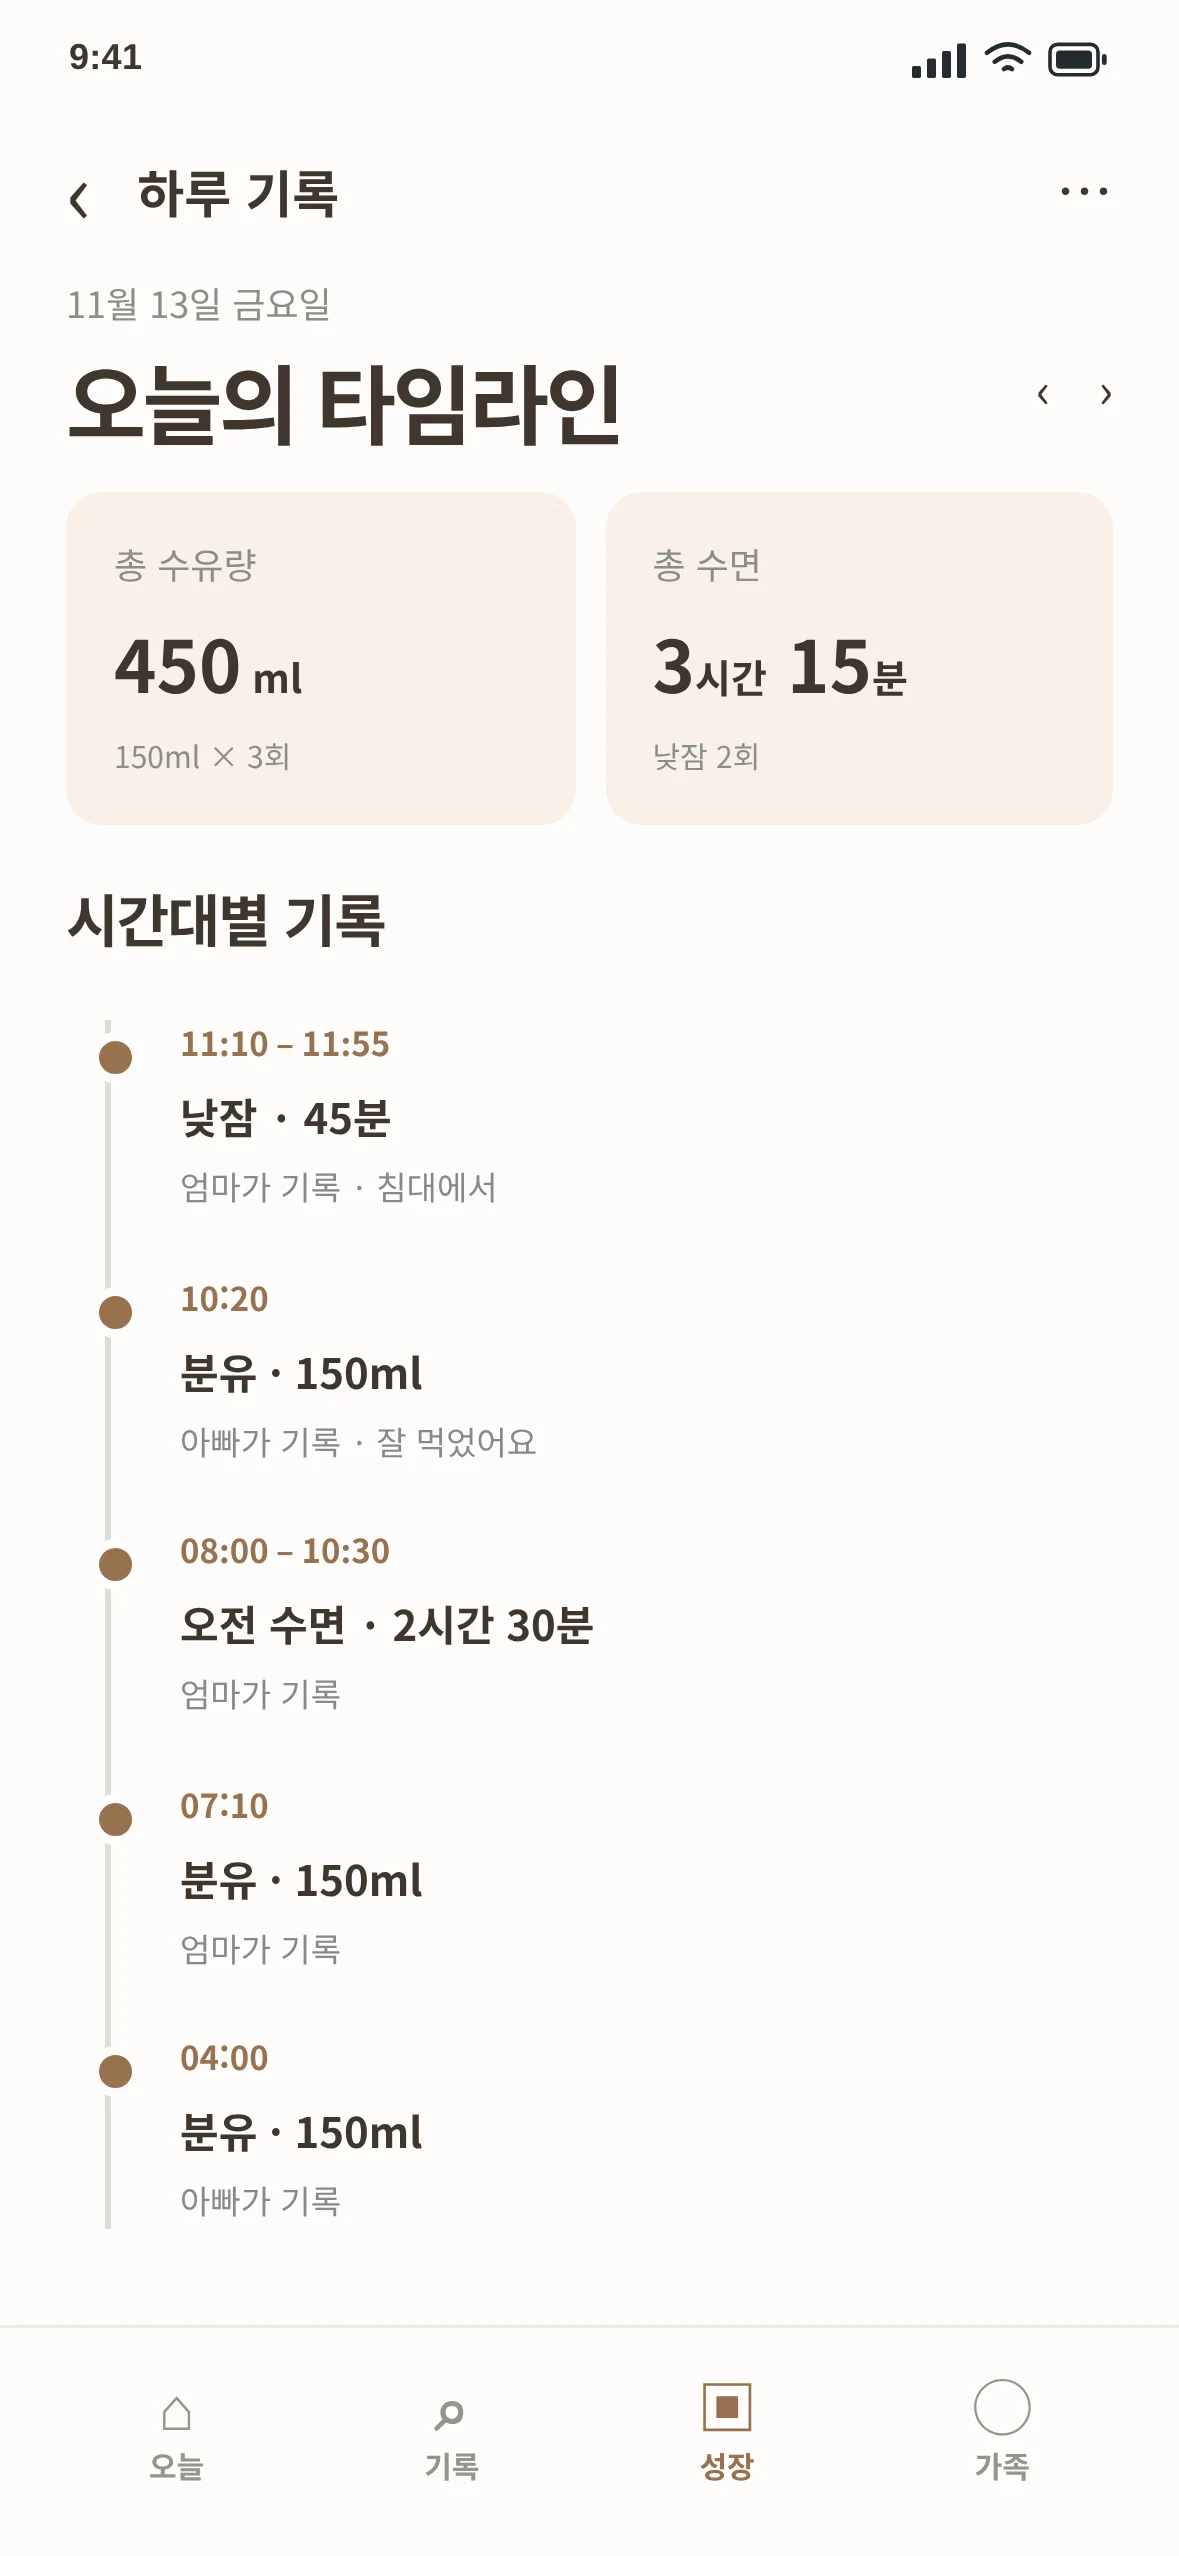 9:41
하루 기록
11월 13일 금요일
오늘의 타임라인
총 수유량
450 ml
150ml × 3회
총 수면
3시간 15분
낮잠 2회
시간대별 기록
11:10 – 11:55
낮잠 · 45분
엄마가 기록 · 침대에서
10:20
분유 · 150ml
아빠가 기록 · 잘 먹었어요
08:00 – 10:30
오전 수면 · 2시간 30분
엄마가 기록
07:10
분유 · 150ml
엄마가 기록
04:00
분유 · 150ml
아빠가 기록
오늘
기록
성장
가족